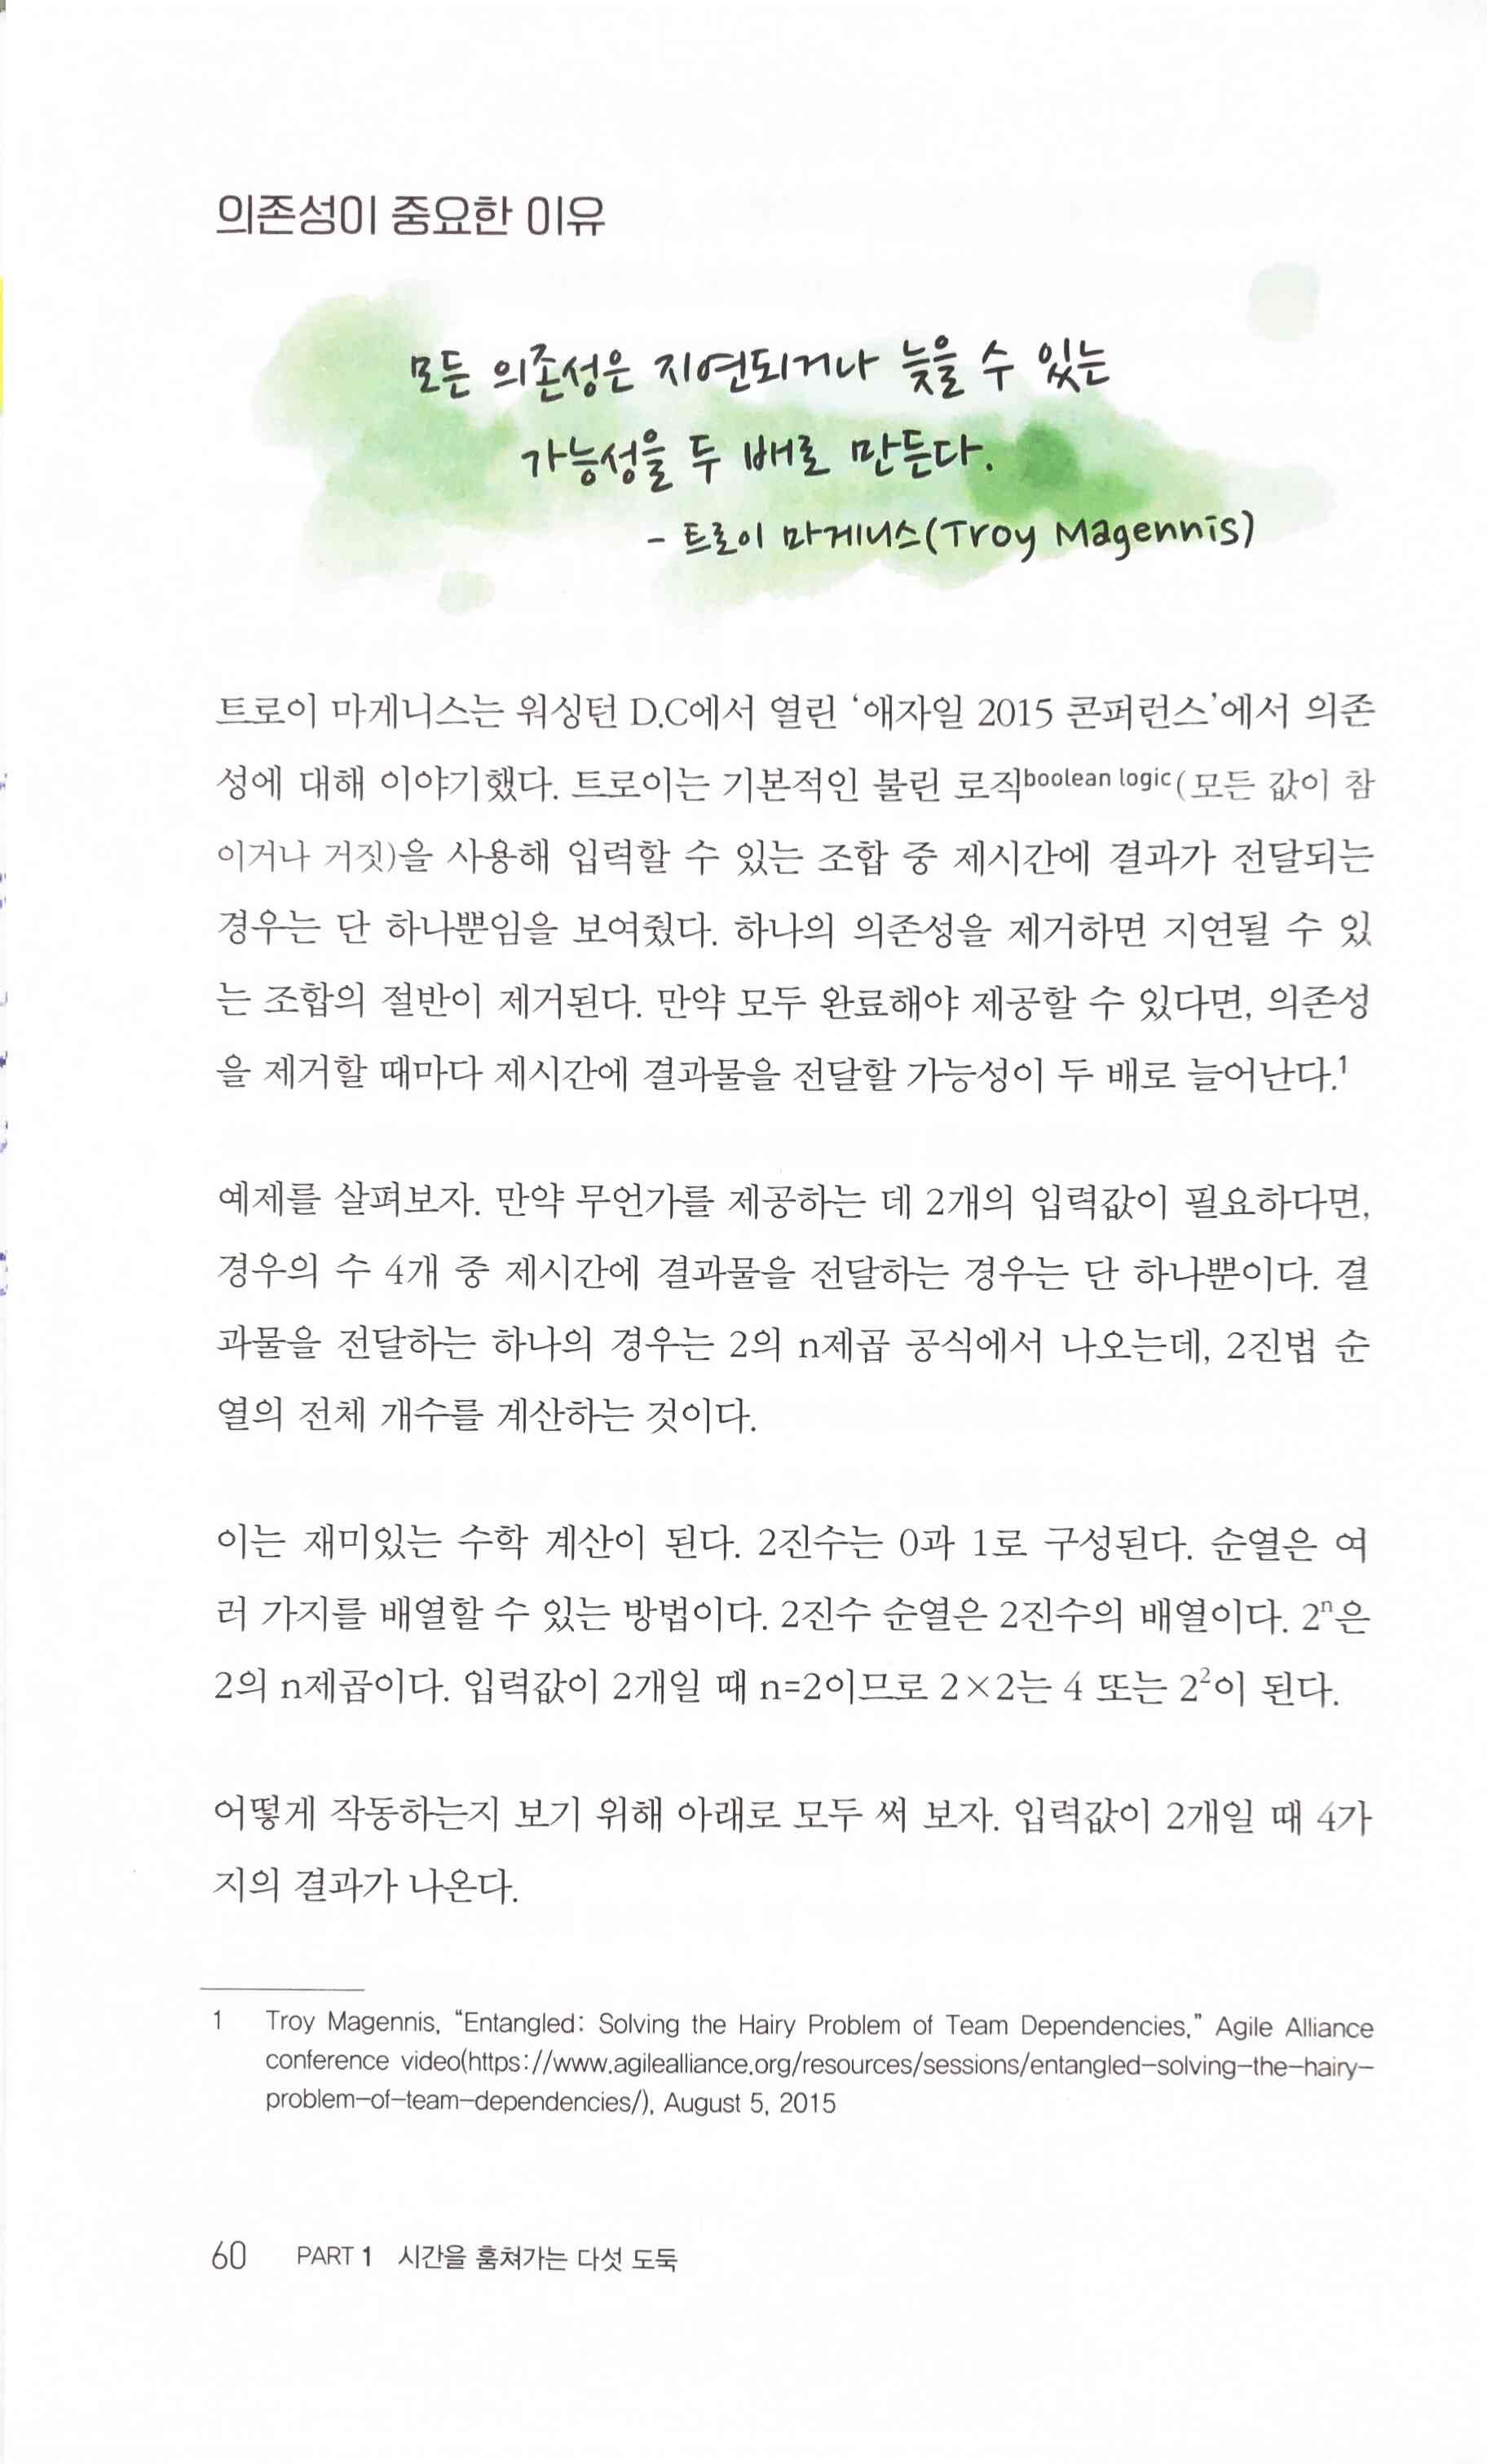 의존성이 중요한 이유
모든 의존성은 지연되거나 늦을 수 있는
가능성을 두 배로 만든다.
- 트로이 마게니스(Troy Magennis)
트로이 마게니스는 워싱턴 D.C에서 열린 ‘애자일 2015 콘퍼런스’에서 의존
성에 대해 이야기했다. 트로이는 기본적인 불린 로직boolean logic(모든 값이 참
이거나 거짓)을 사용해 입력할 수 있는 조합 중 제시간에 결과가 전달되는
경우는 단 하나뿐임을 보여줬다. 하나의 의존성을 제거하면 지연될 수 있
는 조합의 절반이 제거된다. 만약 모두 완료해야 제공할 수 있다면, 의존성
을 제거할 때마다 제시간에 결과물을 전달할 가능성이 두 배로 늘어난다.¹
예제를 살펴보자. 만약 무언가를 제공하는 데 2개의 입력값이 필요하다면,
경우의 수 4개 중 제시간에 결과물을 전달하는 경우는 단 하나뿐이다. 결
과물을 전달하는 하나의 경우는 2의 n제곱 공식에서 나오는데, 2진법 순
열의 전체 개수를 계산하는 것이다.
이는 재미있는 수학 계산이 된다. 2진수는 0과 1로 구성된다. 순열은 여
러 가지를 배열할 수 있는 방법이다. 2진수 순열은 2진수의 배열이다. 2ⁿ은
2의 n제곱이다. 입력값이 2개일 때 n=2이므로 2×2는 4 또는 2²이 된다.
어떻게 작동하는지 보기 위해 아래로 모두 써 보자. 입력값이 2개일 때 4가
지의 결과가 나온다.
1 Troy Magennis, “Entangled: Solving the Hairy Problem of Team Dependencies,” Agile Alliance
conference video(https://www.agilealliance.org/resources/sessions/entangled-solving-the-hairy-
problem-of-team-dependencies/), August 5, 2015
60 PART 1 시간을 훔쳐가는 다섯 도둑